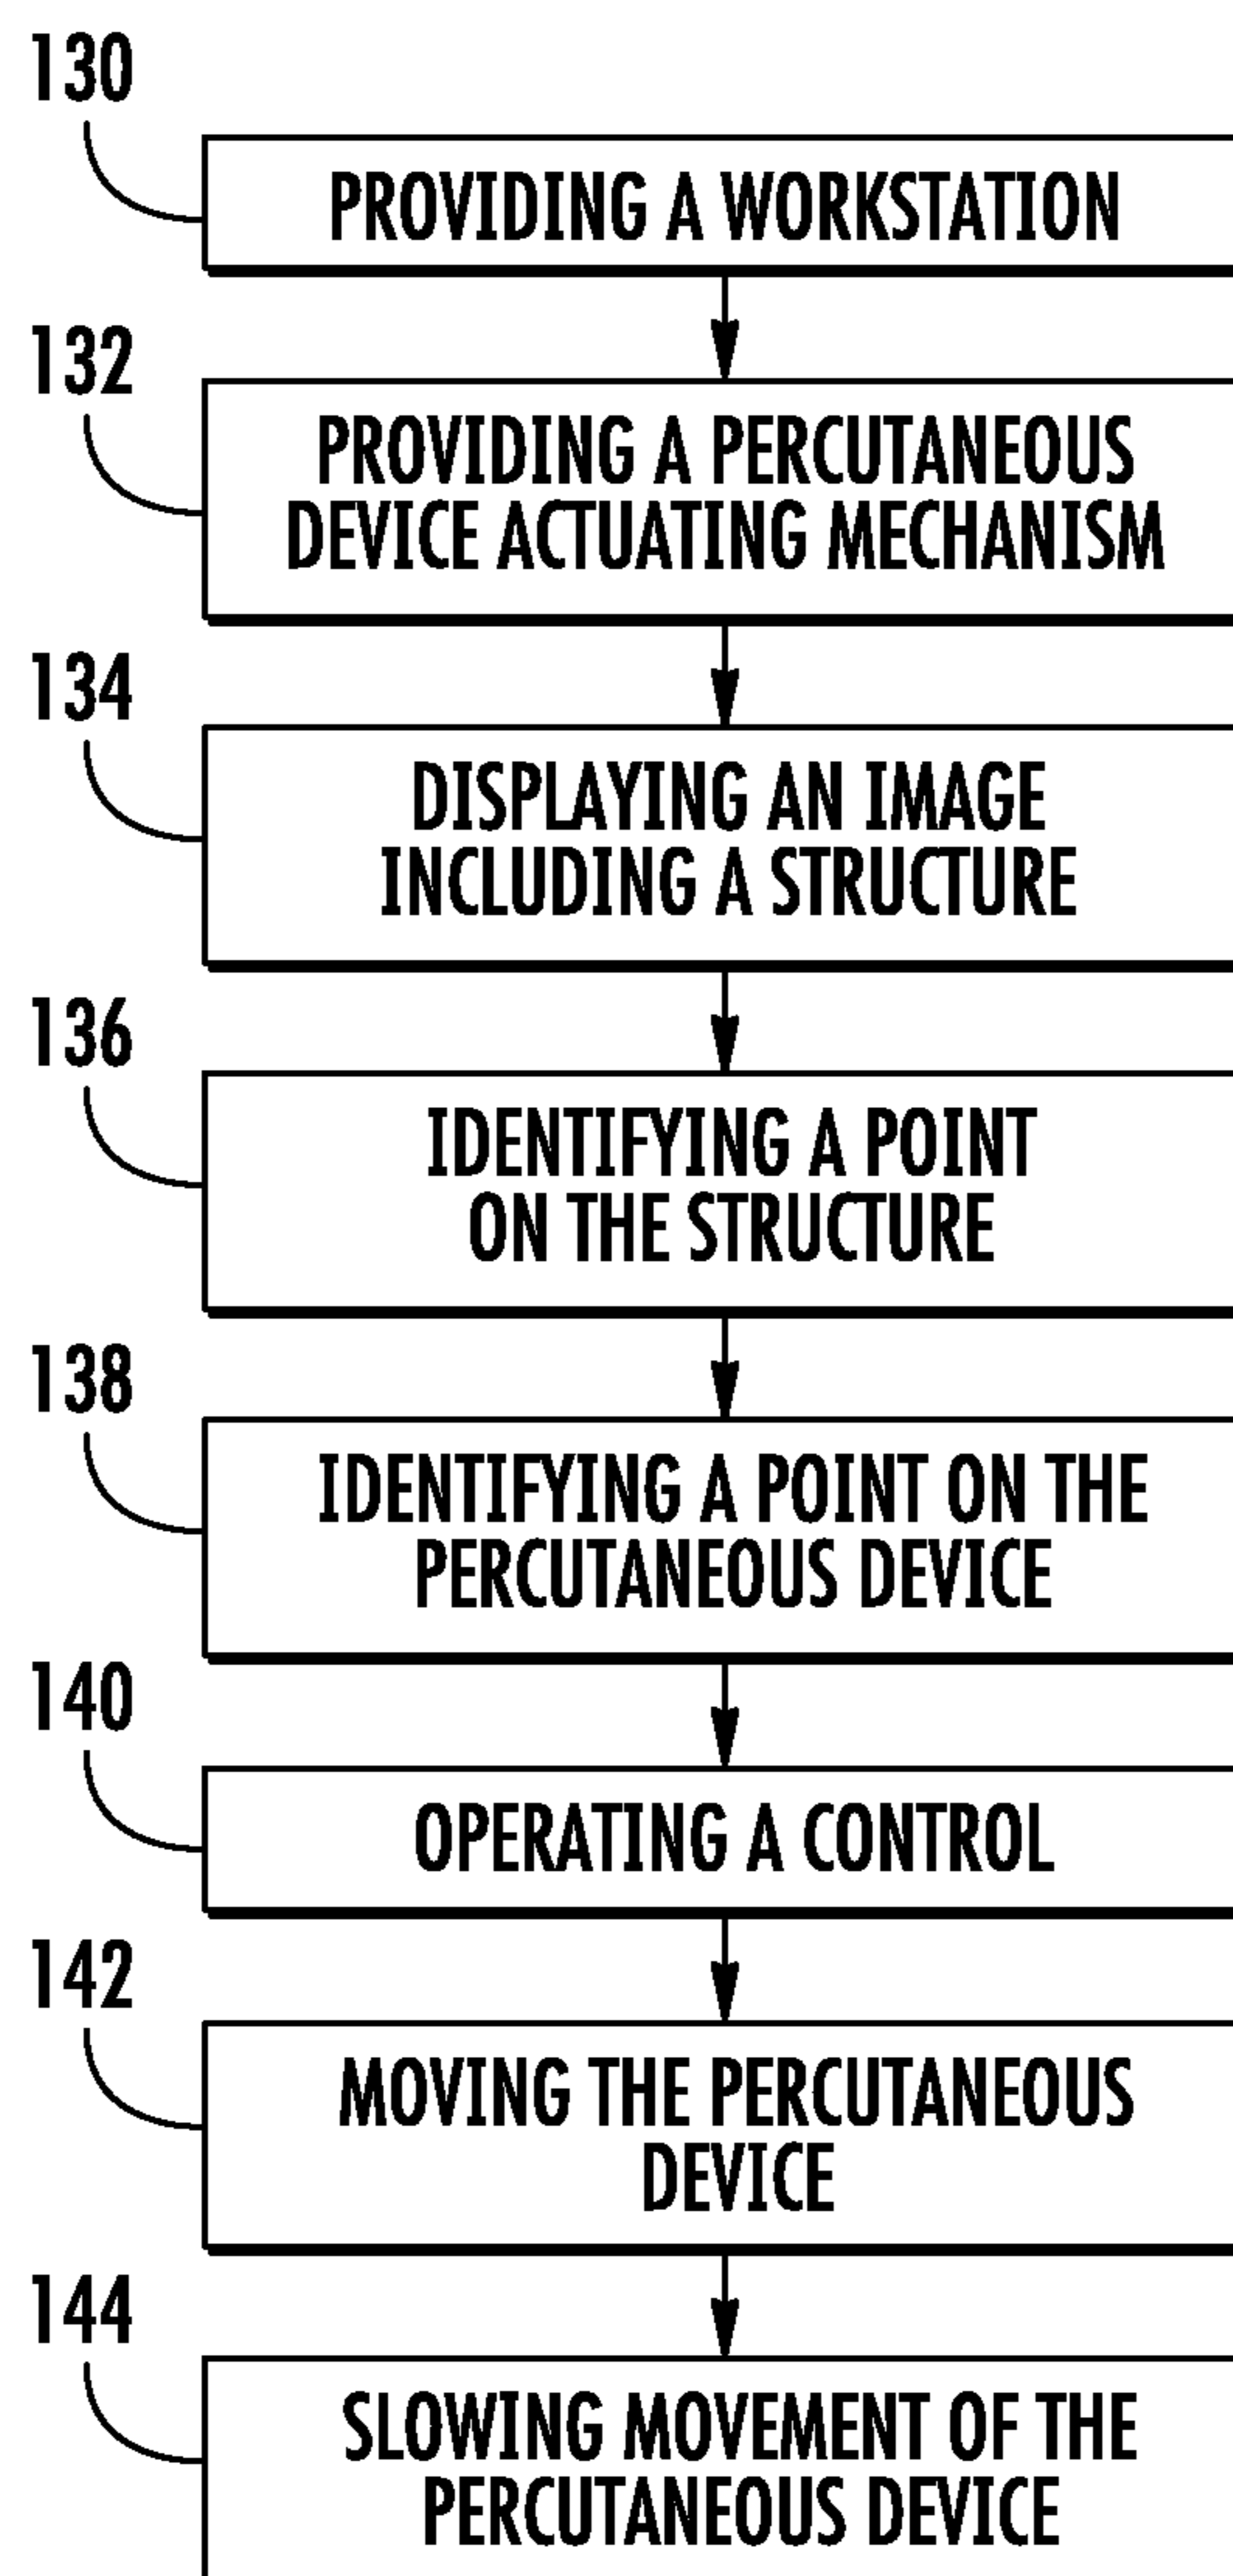 130
PROVIDING A WORKSTATION
132
PROVIDING A PERCUTANEOUS
DEVICE ACTUATING MECHANISM
134
DISPLAYING AN IMAGE
INCLUDING A STRUCTURE
136
IDENTIFYING A POINT
ON THE STRUCTURE
138
IDENTIFYING A POINT ON THE
PERCUTANEOUS DEVICE
140
OPERATING A CONTROL
142
MOVING THE PERCUTANEOUS
DEVICE
144
SLOWING MOVEMENT OF THE
PERCUTANEOUS DEVICE